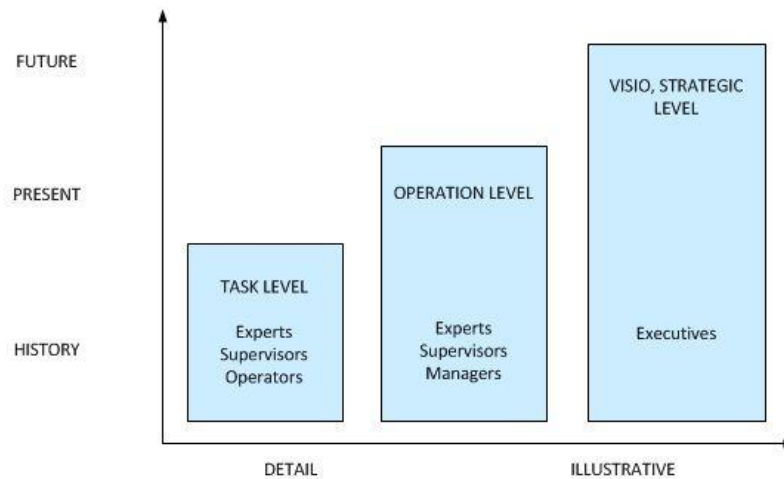 FUTURE
VISIO, STRATEGIC
LEVEL
PRESENT
OPERATION LEVEL
TASK LEVEL
Experts
Supervisors
Operators
Experts
Supervisors
Managers
Executives
HISTORY
DETAIL
ILLUSTRATIVE